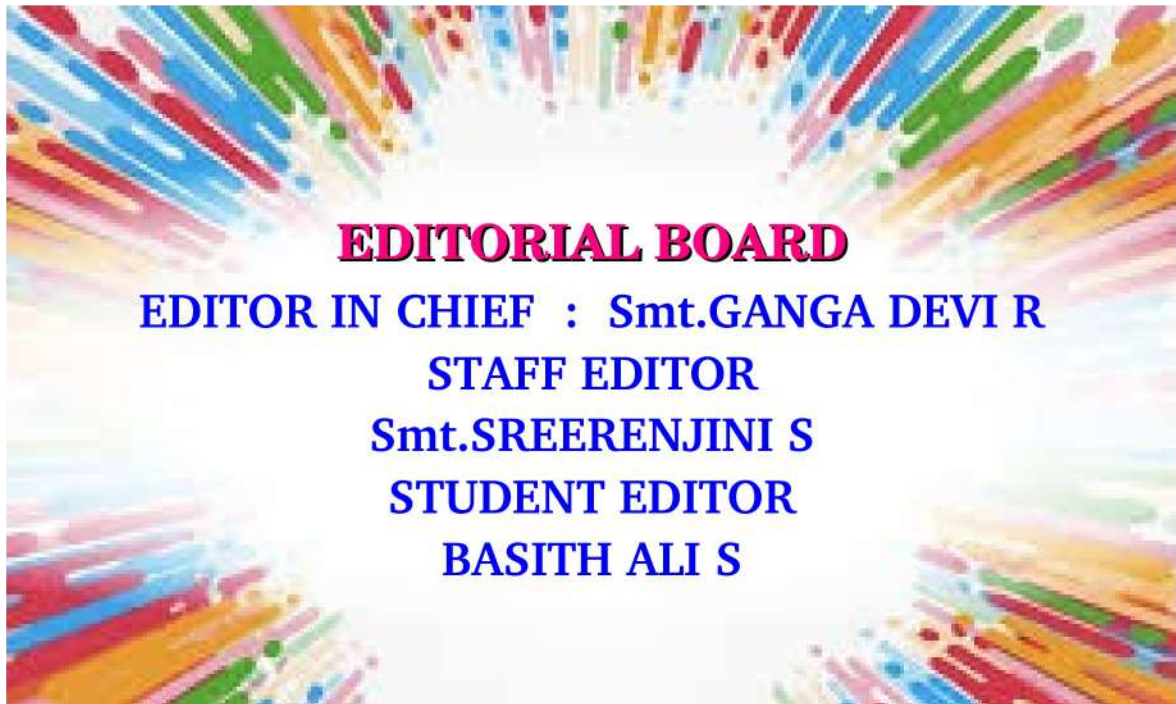 EDITORIAL BOARD
EDITOR IN CHIEF : Smt.GANGA DEVI R
STAFF EDITOR
Smt.SREERENJINI S
STUDENT EDITOR
BASITH ALI S